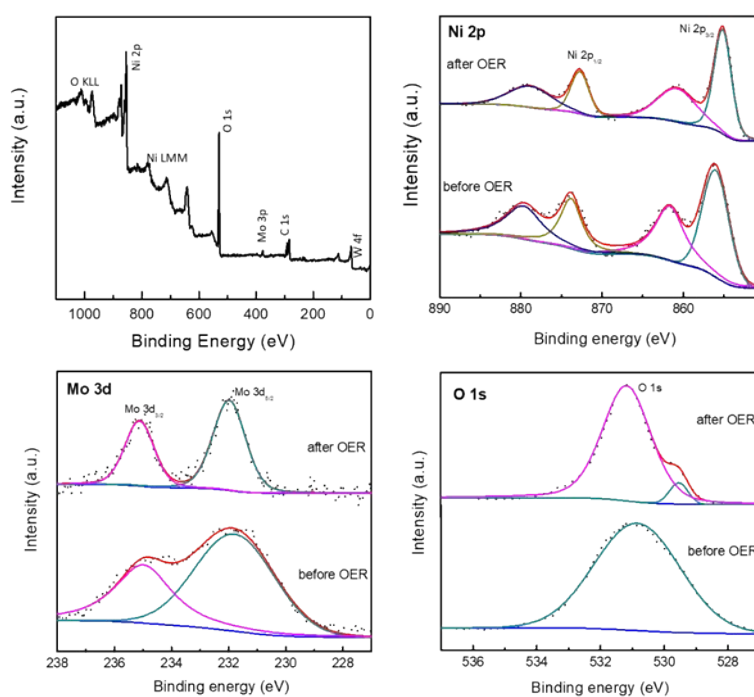 Intensity (a.u.)
O KLL
Ni 2p
Ni LMM
O 1s
Mo 3p
C 1s
W 4f
1000 800 600 400 200 0
Binding Energy (eV)
Intensity (a.u.)
Ni 2p
Ni 2p3/2
Ni 2p1/2
after OER
before OER
890 880 870 860
Binding energy (eV)
Intensity (a.u.)
Mo 3d
Mo 3d3/2
Mo 3d5/2
after OER
before OER
238 236 234 232 230 228
Binding energy (eV)
Intensity (a.u.)
O 1s
O 1s
after OER
before OER
536 534 532 530 528
Binding energy (eV)